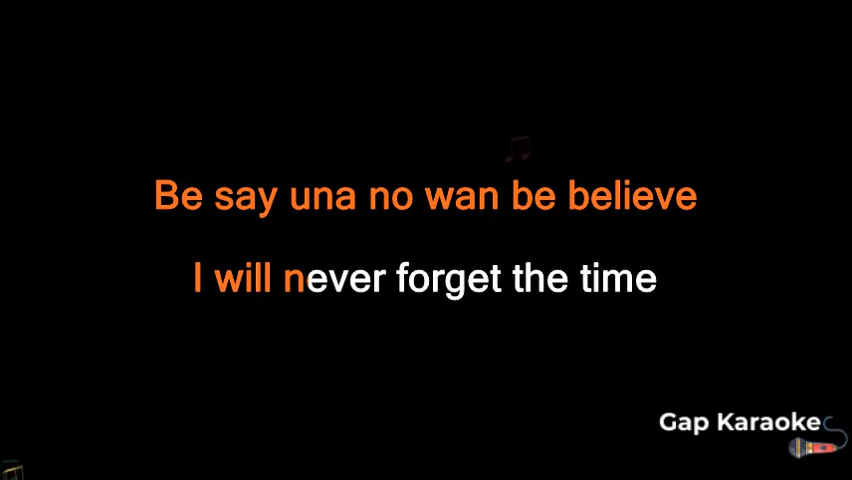 Be say una no wan be believe
I will never forget the time
Gap Karaoke